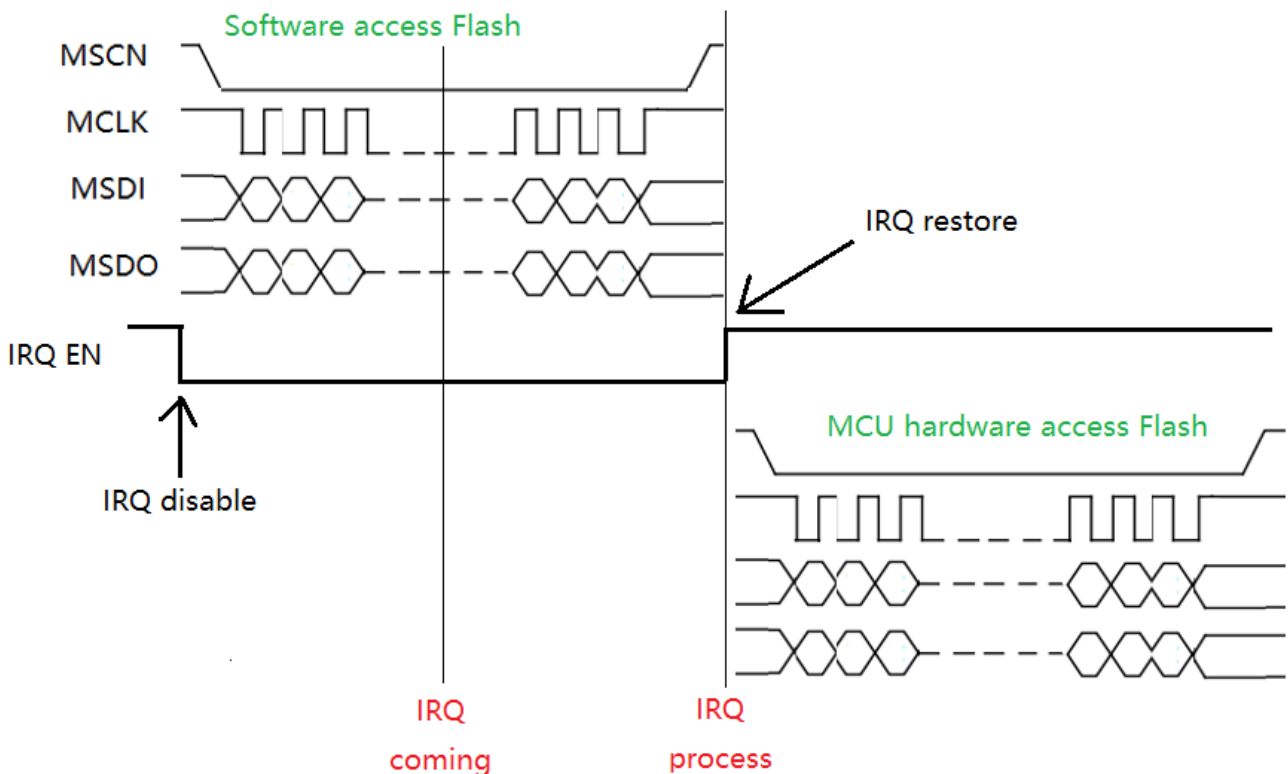 Software access Flash
MSCN
MCLK
MSDI
MSDO
IRQ restore
IRQ EN
MCU hardware access Flash
IRQ disable
IRQ
coming
IRQ
process